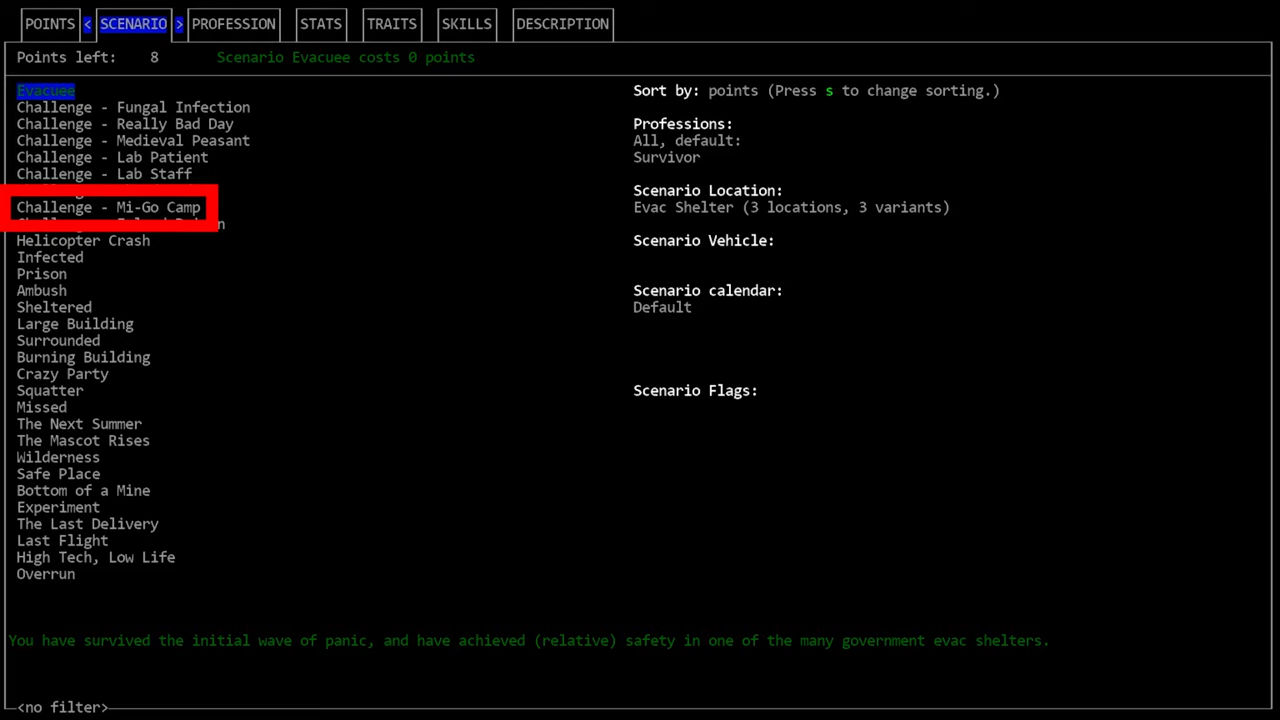 POINTS < SCENARIO > PROFESSION STATS TRAITS SKILLS DESCRIPTION
Points left: 8 Scenario Evacuee costs 0 points
Evacuee
Challenge - Fungal Infection
Challenge - Really Bad Day
Challenge - Medieval Peasant
Challenge - Lab Patient
Challenge - Lab Staff
Challenge - Mi-Go Camp
Helicopter Crash
Infected
Prison
Ambush
Sheltered
Large Building
Surrounded
Burning Building
Crazy Party
Squatter
Missed
The Next Summer
The Mascot Rises
Wilderness
Safe Place
Bottom of a Mine
Experiment
The Last Delivery
Last Flight
High Tech, Low Life
Overrun
Sort by: points (Press s to change sorting.)
Professions:
All, default:
Survivor
Scenario Location:
Evac Shelter (3 locations, 3 variants)
Scenario Vehicle:
Scenario calendar:
Default
Scenario Flags:
You have survived the initial wave of panic, and have achieved (relative) safety in one of the many government evac shelters.
<no filter>